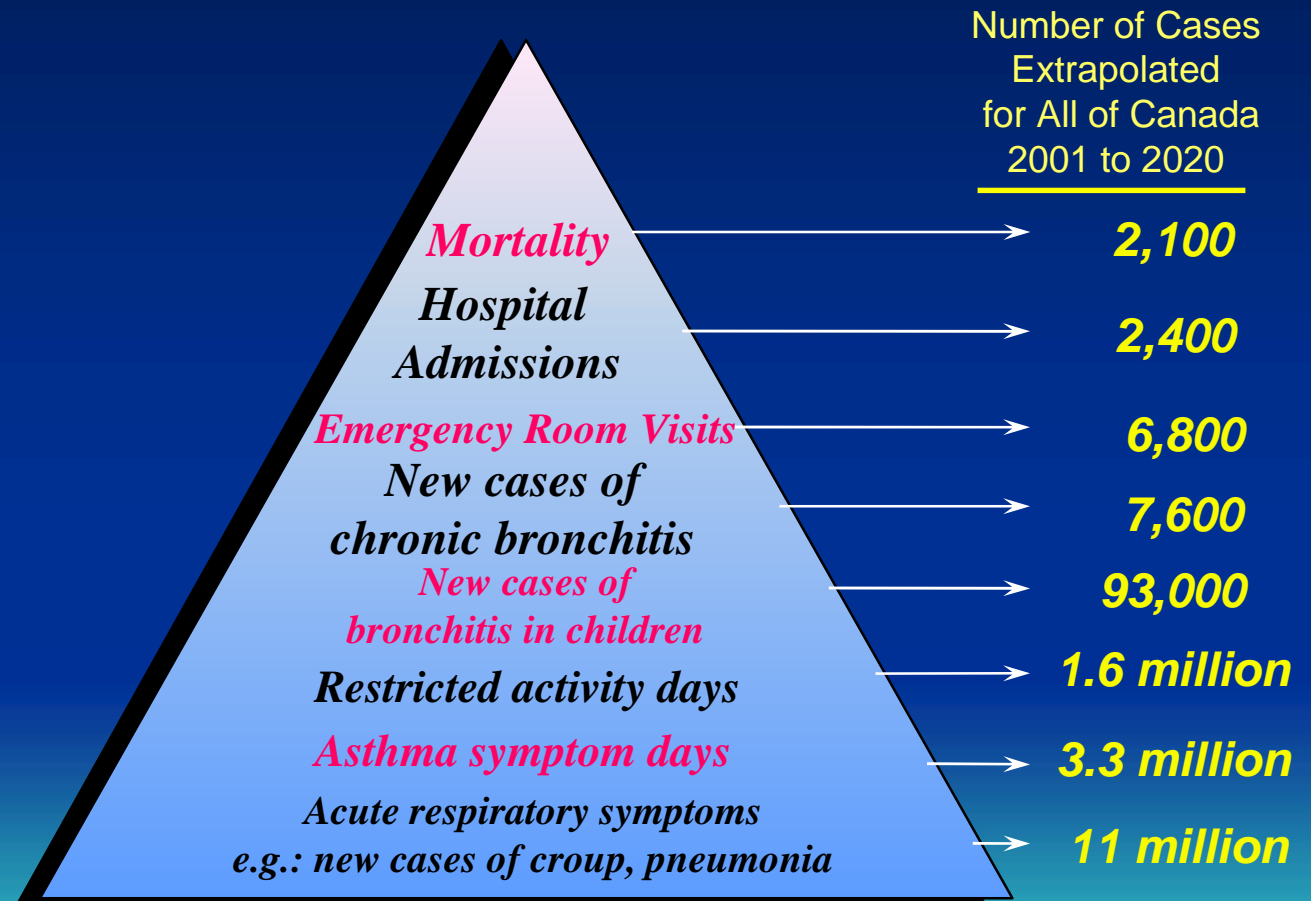 Number of Cases
Extrapolated
for All of Canada
2001 to 2020
Mortality
2,100
Hospital
Admissions
2,400
Emergency Room Visits
6,800
New cases of
chronic bronchitis
7,600
New cases of
bronchitis in children
93,000
Restricted activity days
1.6 million
Asthma symptom days
3.3 million
Acute respiratory symptoms
e.g.: new cases of croup, pneumonia
11 million